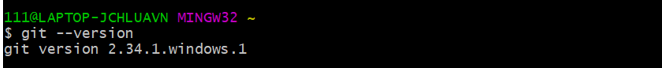 111@LAPTOP-JCHLUAVN MINGW32 ~
$ git --version
git version 2.34.1.windows.1